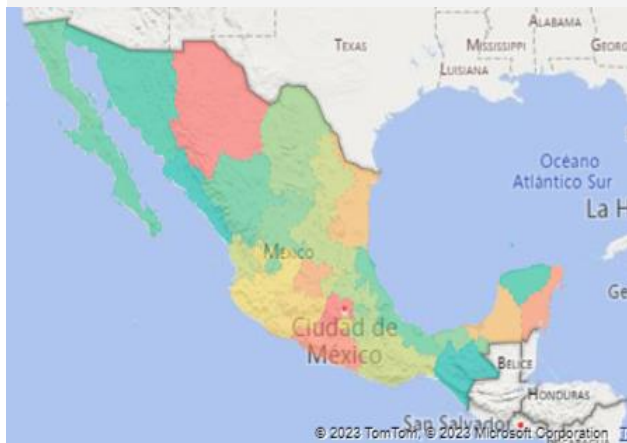 ALABAMA
TEXAS
MISSISSIPPI
GEORG
LUISIANA
Océano
Atlántico Sur
La H
MÉXICO
Ge
Ciudad de
México
BELICE
HONDURAS
San Salvador
© 2023 TomTom, © 2023 Microsoft Corporation